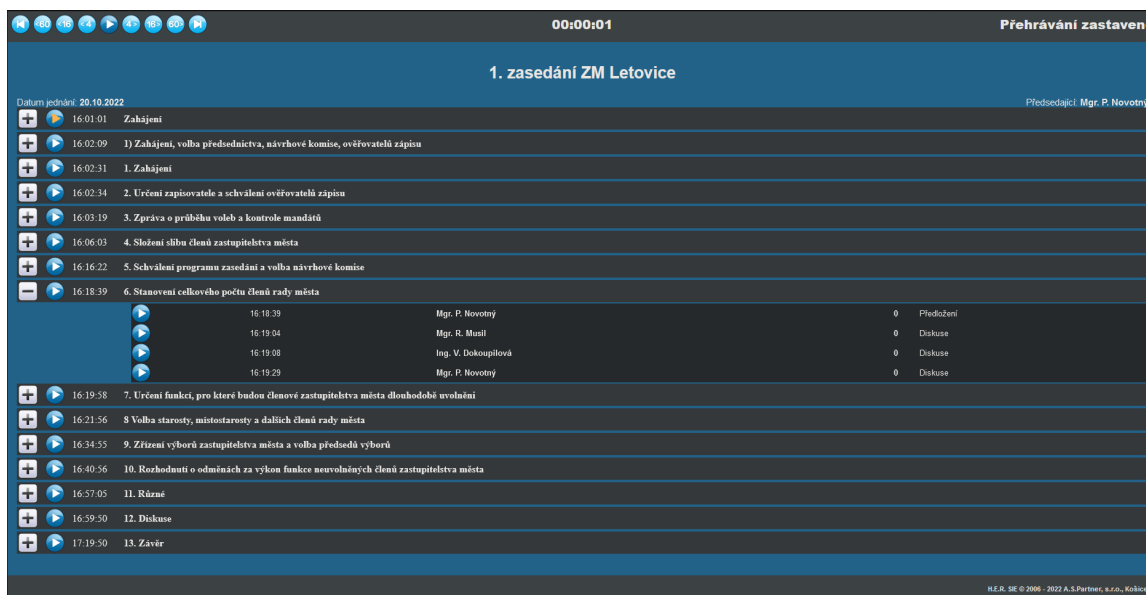 <60 <16 <4 4> 16> 60> 00:00:01 Přehrávání zastaven
1. zasedání ZM Letovice
Datum jednání: 20.10.2022 Předsedající: Mgr. P. Novotný
16:01:01 Zahájení
16:02:09 1) Zahájení, volba předsednictva, návrhové komise, ověřovatelů zápisu
16:02:31 1. Zahájení
16:02:34 2. Určení zapisovatele a schválení ověřovatelů zápisu
16:03:19 3. Zpráva o průběhu voleb a kontrole mandátů
16:06:03 4. Složení slibu členů zastupitelstva města
16:16:22 5. Schválení programu zasedání a volba návrhové komise
16:18:39 6. Stanovení celkového počtu členů rady města
16:18:39 Mgr. P. Novotný 0 Předložení
16:19:04 Mgr. R. Musil 0 Diskuse
16:19:08 Ing. V. Dokoupilová 0 Diskuse
16:19:29 Mgr. P. Novotný 0 Diskuse
16:19:58 7. Určení funkcí, pro které budou členové zastupitelstva města dlouhodobě uvolněni
16:21:56 8 Volba starosty, místostarosty a dalších členů rady města
16:34:55 9. Zřízení výborů zastupitelstva města a volba předsedů výborů
16:40:56 10. Rozhodnutí o odměnách za výkon funkce neuvolněných členů zastupitelstva města
16:57:05 11. Různé
16:59:50 12. Diskuse
17:19:50 13. Závěr
H.E.R. SIE © 2006 - 2022 A.S.Partner, s.r.o., Košice